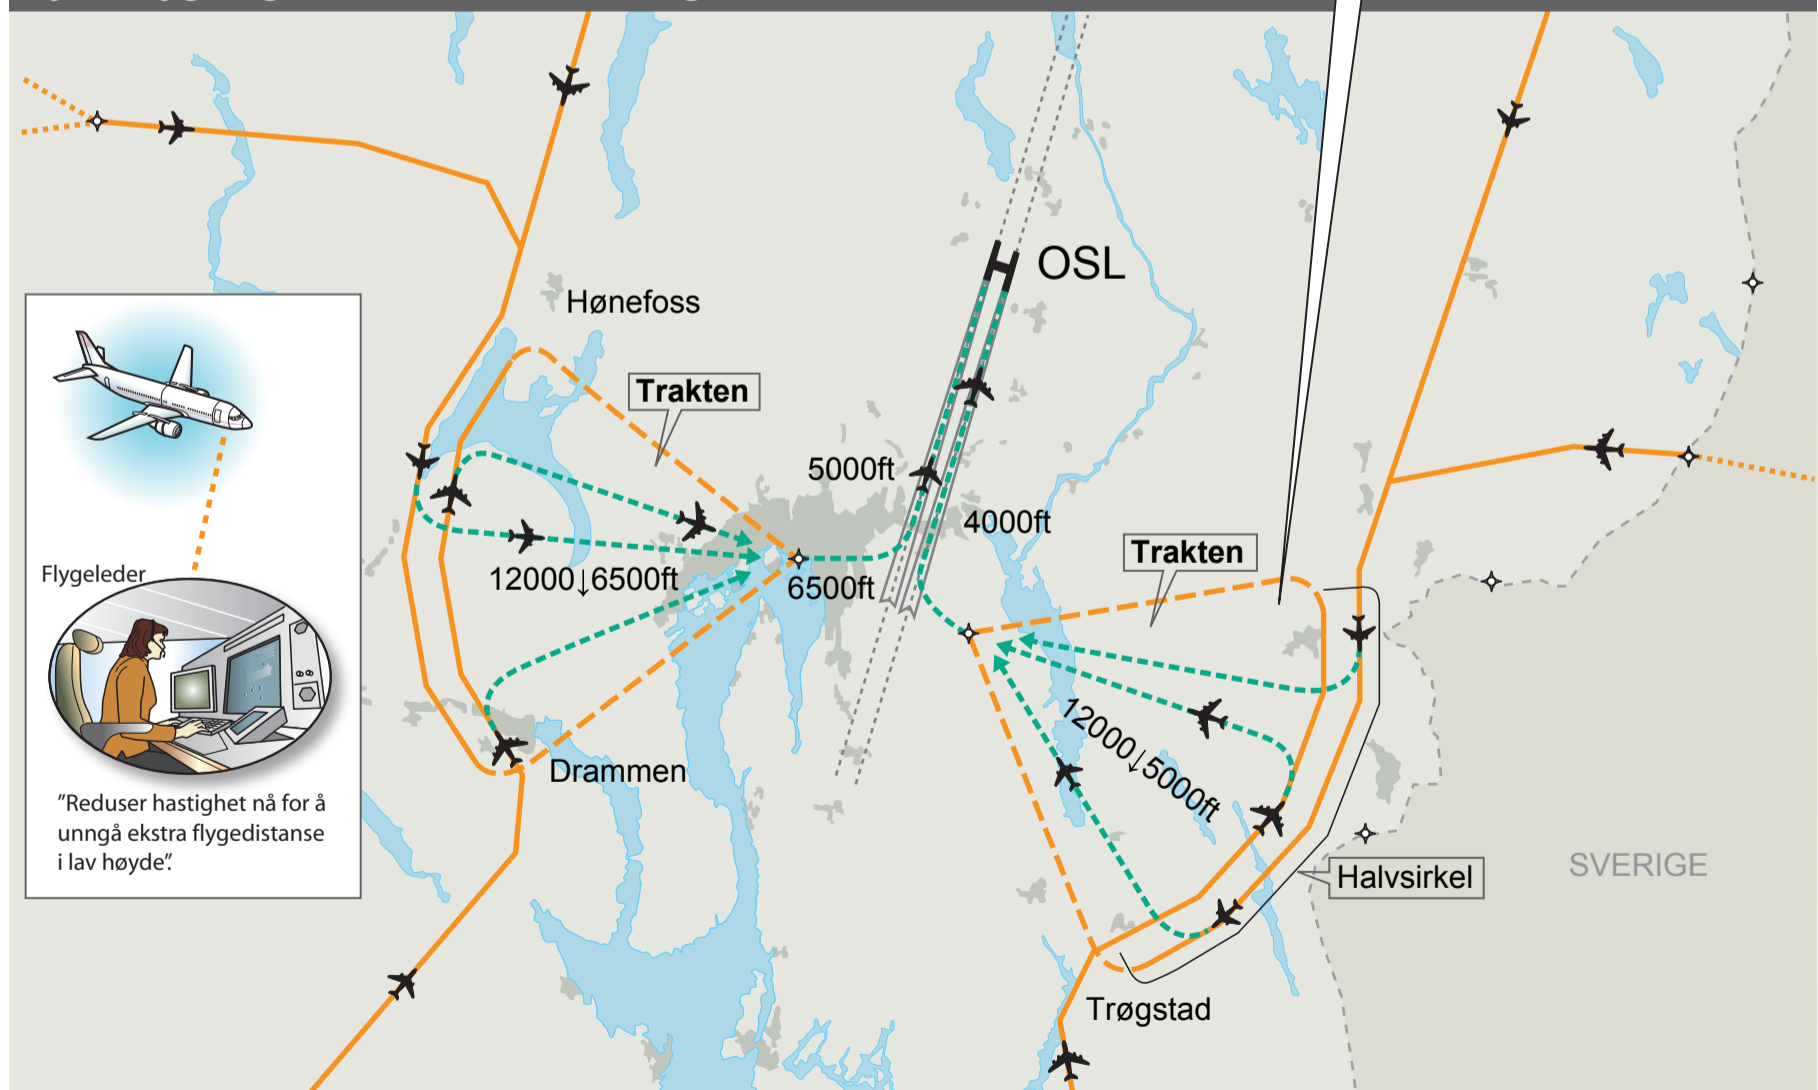 OSL
Hønefoss
Trakten
5000ft
4000ft
Trakten
12000↓6500ft
6500ft
Flygeleder
12000↓5000ft
Drammen
"Reduser hastighet nå for å
unngå ekstra flygedistanse
i lav høyde".
Halvsirkel
SVERIGE
Trøgstad